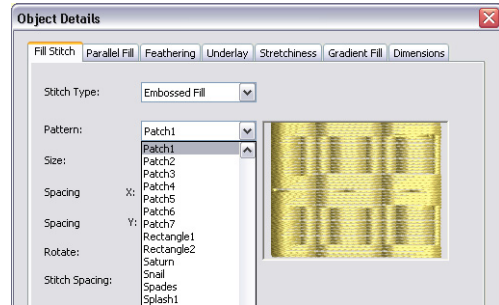 Object Details
Fill Stitch Parallel Fill Feathering Underlay Stretchiness Gradient Fill Dimensions
Stitch Type: Embossed Fill
Pattern: Patch1
Patch1
Size: Patch2
Patch3
Spacing X: Patch4
Patch5
Patch6
Spacing Y: Patch7
Rectangle1
Rotate: Rectangle2
Saturn
Stitch Spacing: Snail
Spades
Splash1